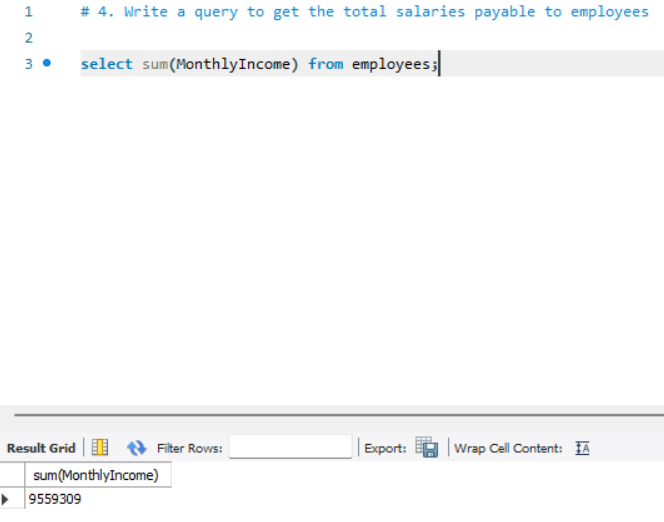 1 # 4. Write a query to get the total salaries payable to employees
2
3 select sum(MonthlyIncome) from employees;
Result Grid Filter Rows: Export: Wrap Cell Content: IA
sum(MonthlyIncome)
9559309